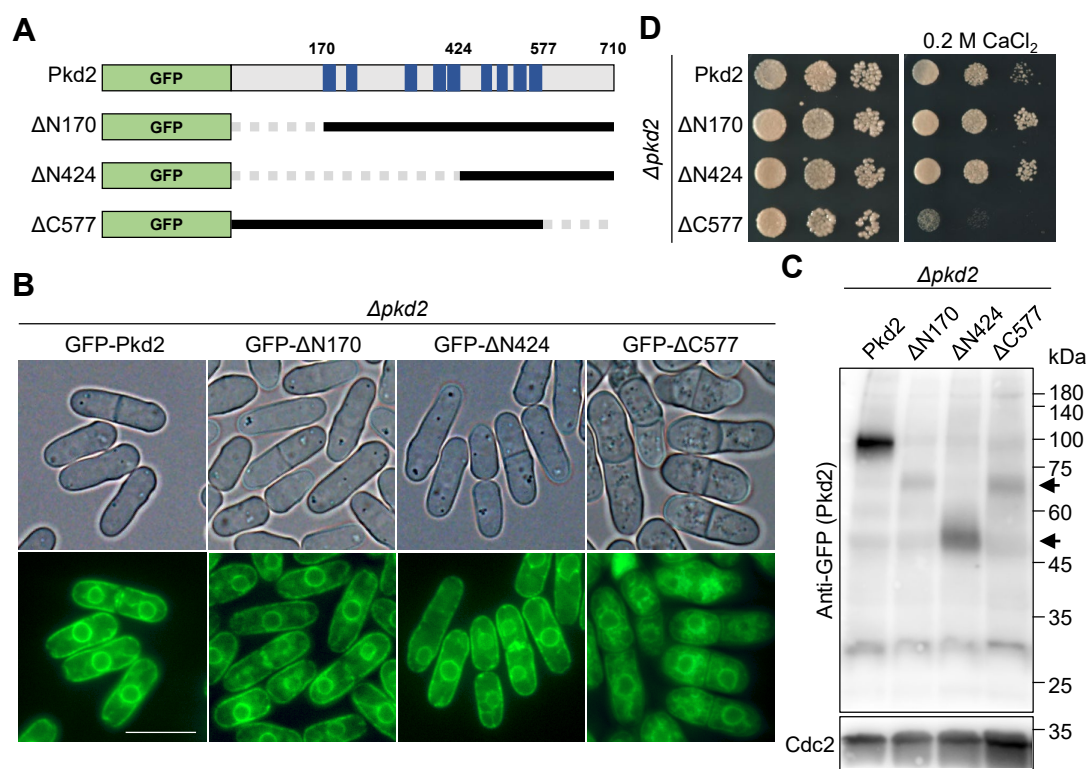 A
170 424 577 710
Pkd2 GFP
ΔN170 GFP
ΔN424 GFP
ΔC577 GFP
B
Δpkd2
GFP-Pkd2 GFP-ΔN170 GFP-ΔN424 GFP-ΔC577
D
0.2 M CaCl₂
Δpkd2
Pkd2
ΔN170
ΔN424
ΔC577
C
Δpkd2
Pkd2 ΔN170 ΔN424 ΔC577
kDa
Anti-GFP (Pkd2)
180
140
100
75
60
45
35
25
Cdc2
35